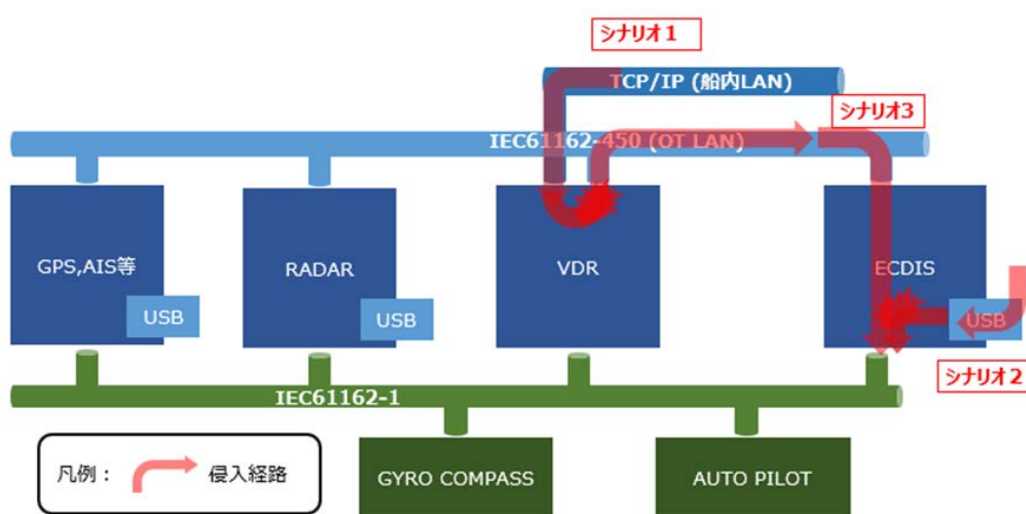 シナリオ1
TCP/IP (船内LAN)
シナリオ3
IEC61162-450 (OT LAN)
GPS,AIS等
RADAR
VDR
ECDIS
USB
USB
USB
シナリオ2
IEC61162-1
凡例：
侵入経路
GYRO COMPASS
AUTO PILOT